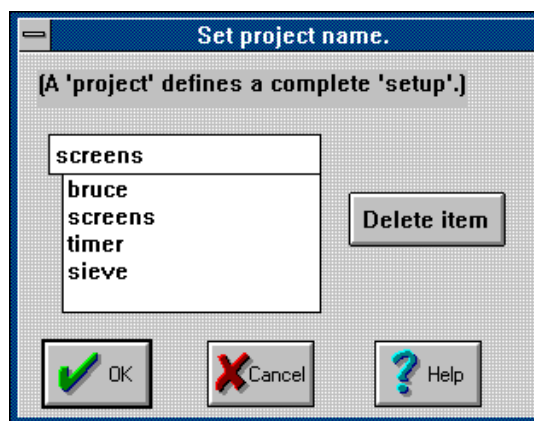 Set project name.
(A 'project' defines a complete 'setup'.)
screens
bruce
screens
timer
sieve
Delete item
OK
Cancel
Help